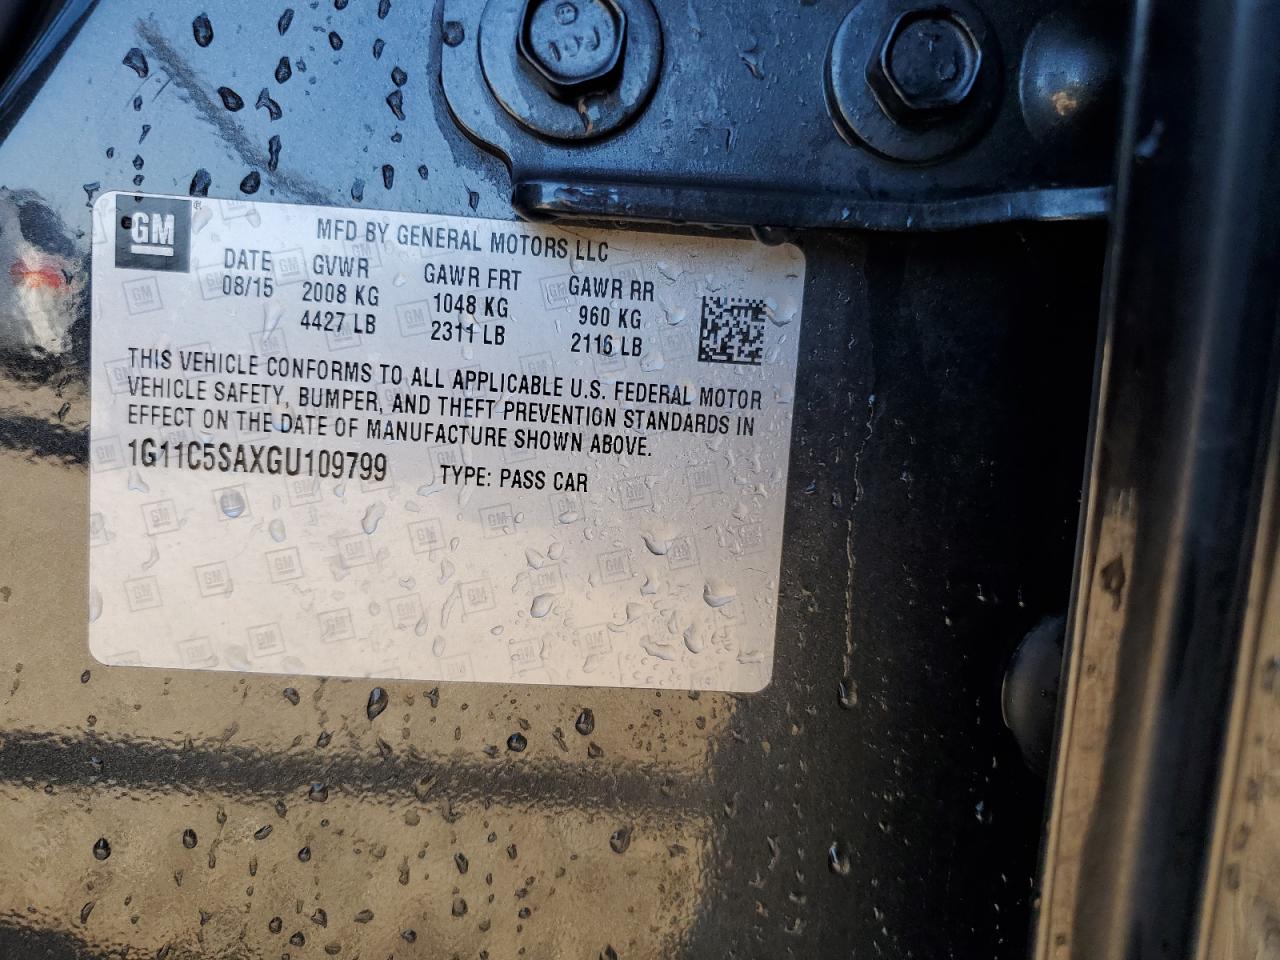 GM
MFD BY GENERAL MOTORS LLC
DATE GVWR GAWR FRT GAWR RR
08/15 2008 KG 1048 KG 960 KG
4427 LB 2311 LB 2116 LB
THIS VEHICLE CONFORMS TO ALL APPLICABLE U.S. FEDERAL MOTOR
VEHICLE SAFETY, BUMPER, AND THEFT PREVENTION STANDARDS IN
EFFECT ON THE DATE OF MANUFACTURE SHOWN ABOVE.
1G11C5SAXGU109799 TYPE: PASS CAR